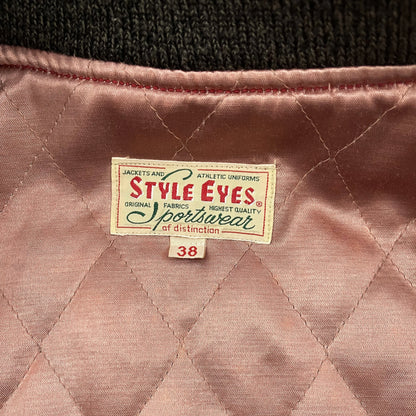 JACKETS AND ATHLETIC UNIFORMS
STYLE EYES®
ORIGINAL FABRICS HIGHEST QUALITY
Sportswear
of distinction
38